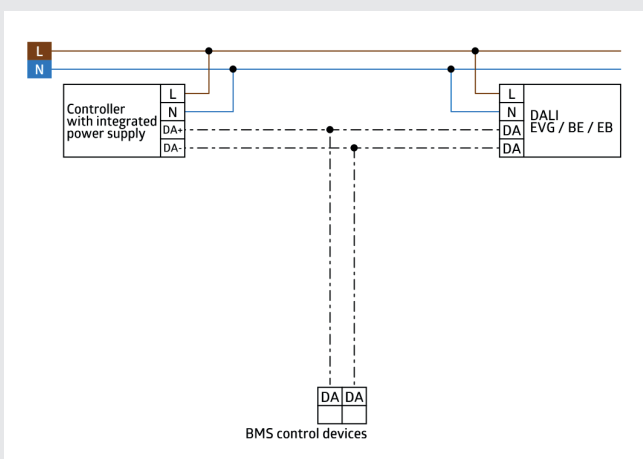 L
N
Controller
with integrated
power supply
L
N
DA+
DA-
L
N
DA
DA
DALI
EVG / BE / EB
DA DA
BMS control devices